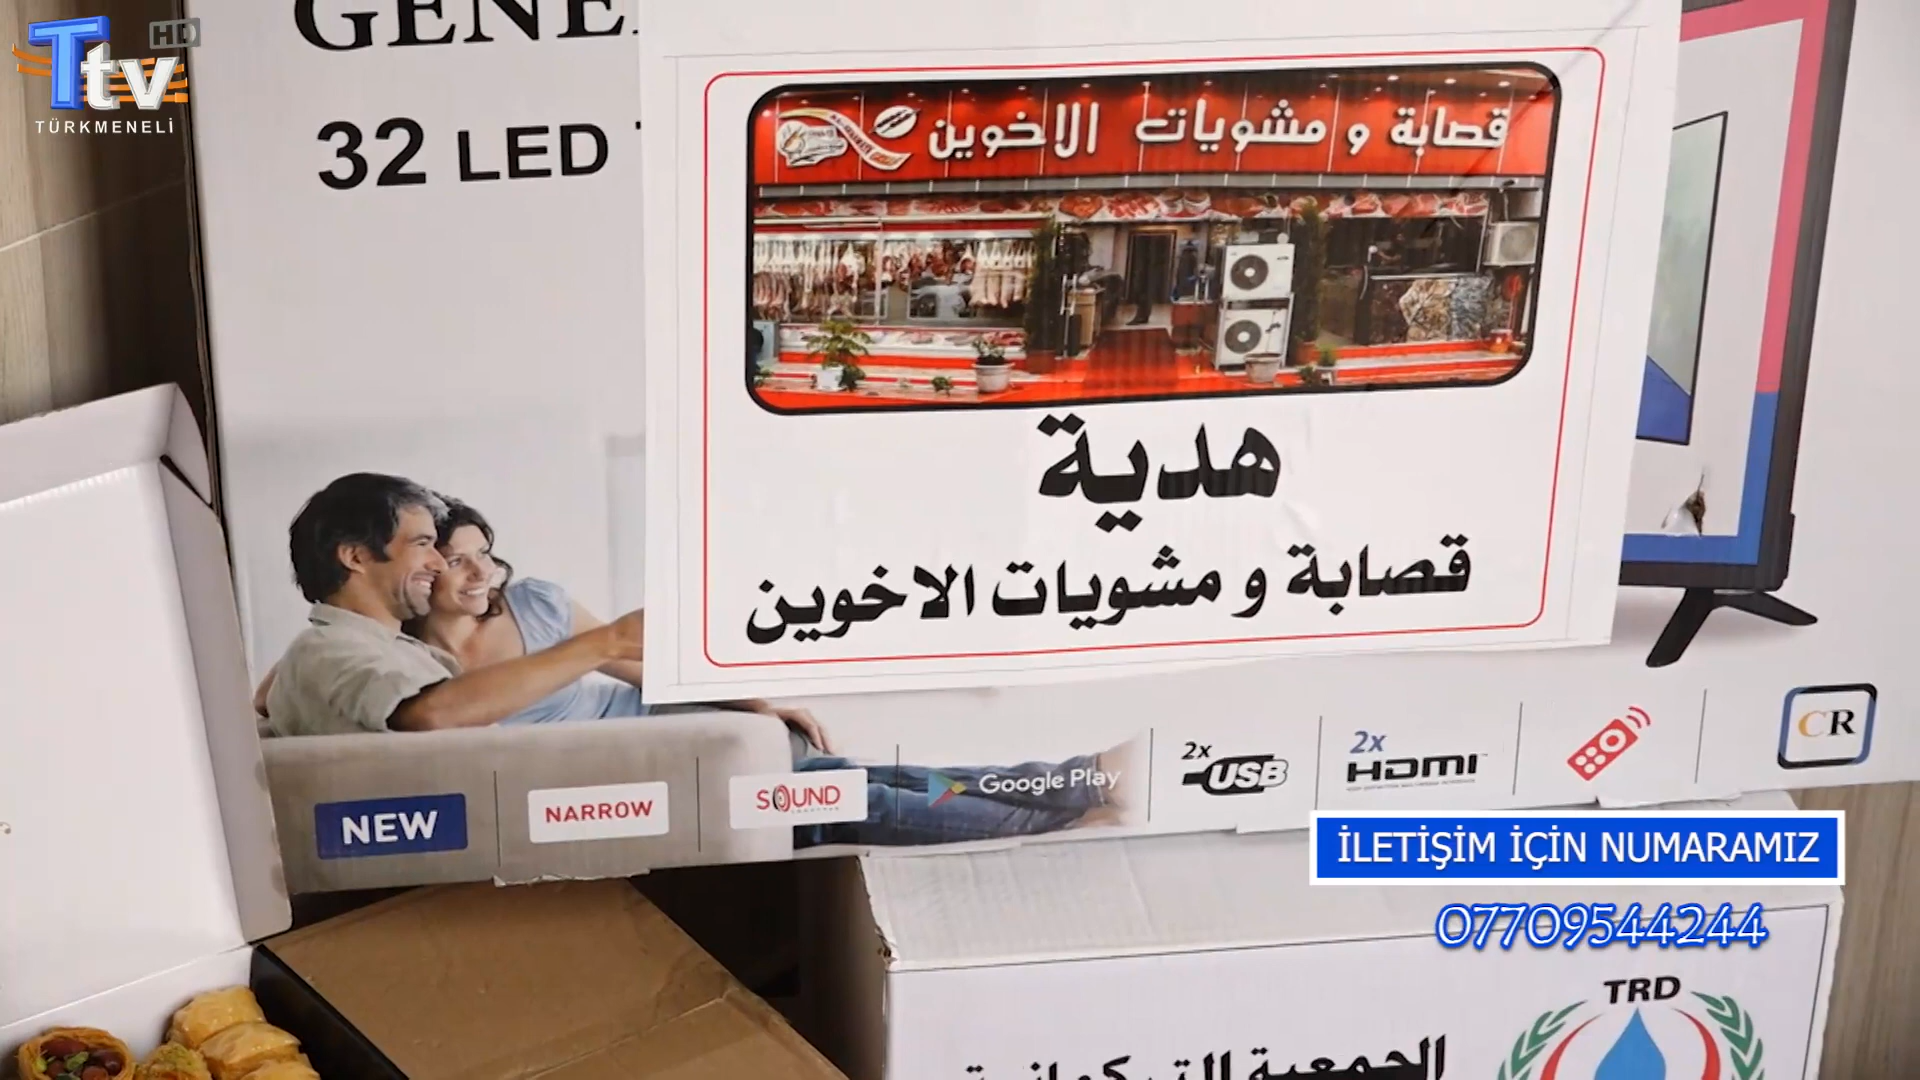 Ttv HD
TÜRKMENELİ
32 LED
قصابة و مشويات الاخوين
هدية
قصابة و مشويات الاخوين
NEW
NARROW
SOUND
Google Play
2x USB
2x HDMI
CR
İLETİŞİM İÇİN NUMARAMIZ
07709544244
TRD
الجمعية